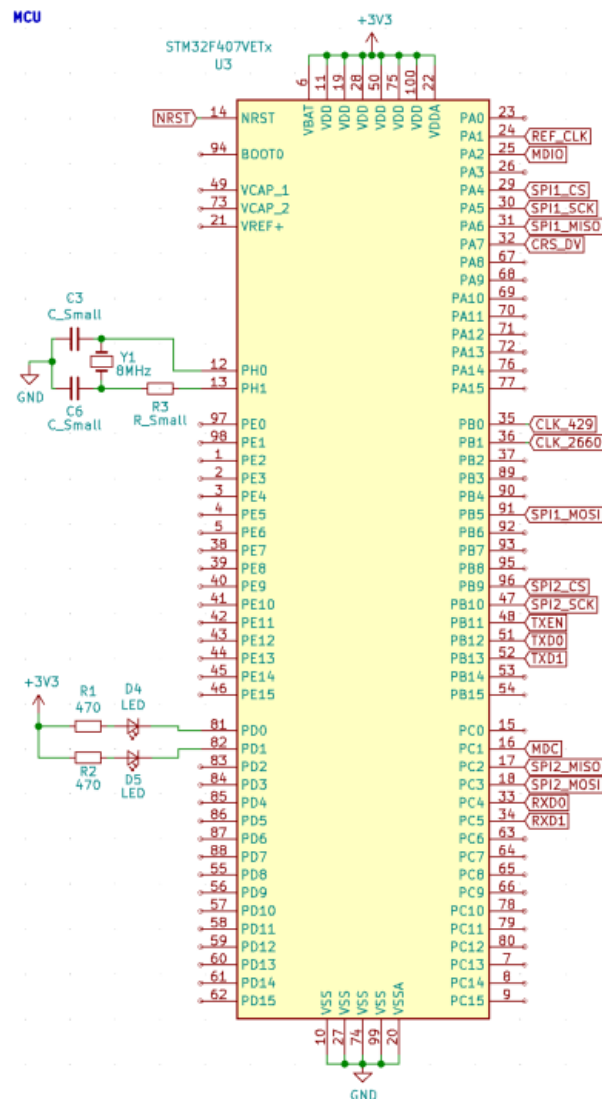 MCU
+3V3
STM32F407VETx
U3
6 11 19 28 50 75 100 22
VBAT VDD VDD VDD VDD VDD VDD VDDA
NRST 14 NRST
94 BOOT0
49 VCAP_1
73 VCAP_2
21 VREF+
C3
C_Small
Y1
8MHz
GND
12 PH0
13 PH1
C6
C_Small
R3
R_Small
97 PE0
98 PE1
1 PE2
2 PE3
3 PE4
4 PE5
5 PE6
38 PE7
39 PE8
40 PE9
41 PE10
42 PE11
43 PE12
44 PE13
45 PE14
46 PE15
+3V3
R1
470
D4
LED
81 PD0
82 PD1
R2
470
D5
LED
83 PD2
84 PD3
85 PD4
86 PD5
87 PD6
88 PD7
55 PD8
56 PD9
57 PD10
58 PD11
59 PD12
60 PD13
61 PD14
62 PD15
PA0 23
PA1 24 REF_CLK
PA2 25 MDIO
PA3 26
PA4 29 SPI1_CS
PA5 30 SPI1_SCK
PA6 31 SPI1_MISO
PA7 32 CRS_DV
PA8 67
PA9 68
PA10 69
PA11 70
PA12 71
PA13 72
PA14 76
PA15 77
PB0 35 CLK_429
PB1 36 CLK_2660
PB2 37
PB3 89
PB4 90
PB5 91 SPI1_MOSI
PB6 92
PB7 93
PB8 95
PB9 96 SPI2_CS
PB10 47 SPI2_SCK
PB11 48 TXEN
PB12 51 TXD0
PB13 52 TXD1
PB14 53
PB15 54
PC0 15
PC1 16 MDC
PC2 17 SPI2_MISO
PC3 18 SPI2_MOSI
PC4 33 RXD0
PC5 34 RXD1
PC6 63
PC7 64
PC8 65
PC9 66
PC10 78
PC11 79
PC12 80
PC13 7
PC14 8
PC15 9
VSS VSS VSS VSS VSSA
10 27 74 99 20
GND